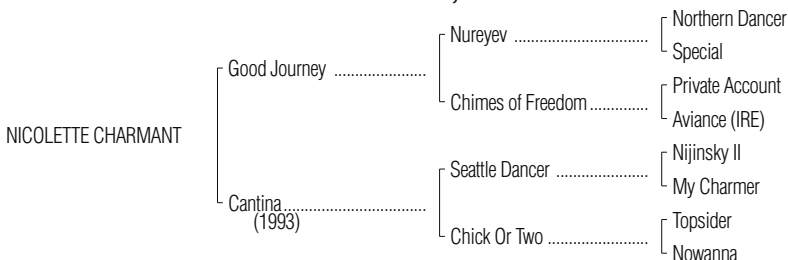 Northern Dancer
Nureyev ................................
Special
Good Journey ......................
Private Account
Chimes of Freedom..............
Aviance (IRE)
NICOLETTE CHARMANT
Nijinsky II
Seattle Dancer ......................
My Charmer
Cantina..................................
(1993)
Topsider
Chick Or Two ........................
Nowanna